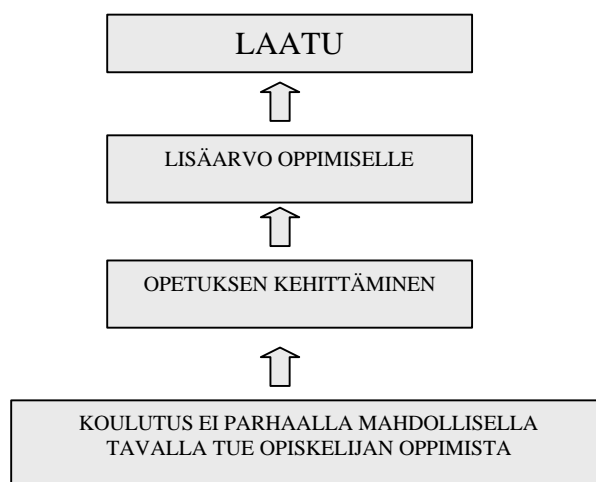 LAATU
LISÄARVO OPPIMISELLE
OPETUKSEN KEHITTÄMINEN
KOULUTUS EI PARHAALLA MAHDOLLISELLA
TAVALLA TUE OPISKELIJAN OPPIMISTA